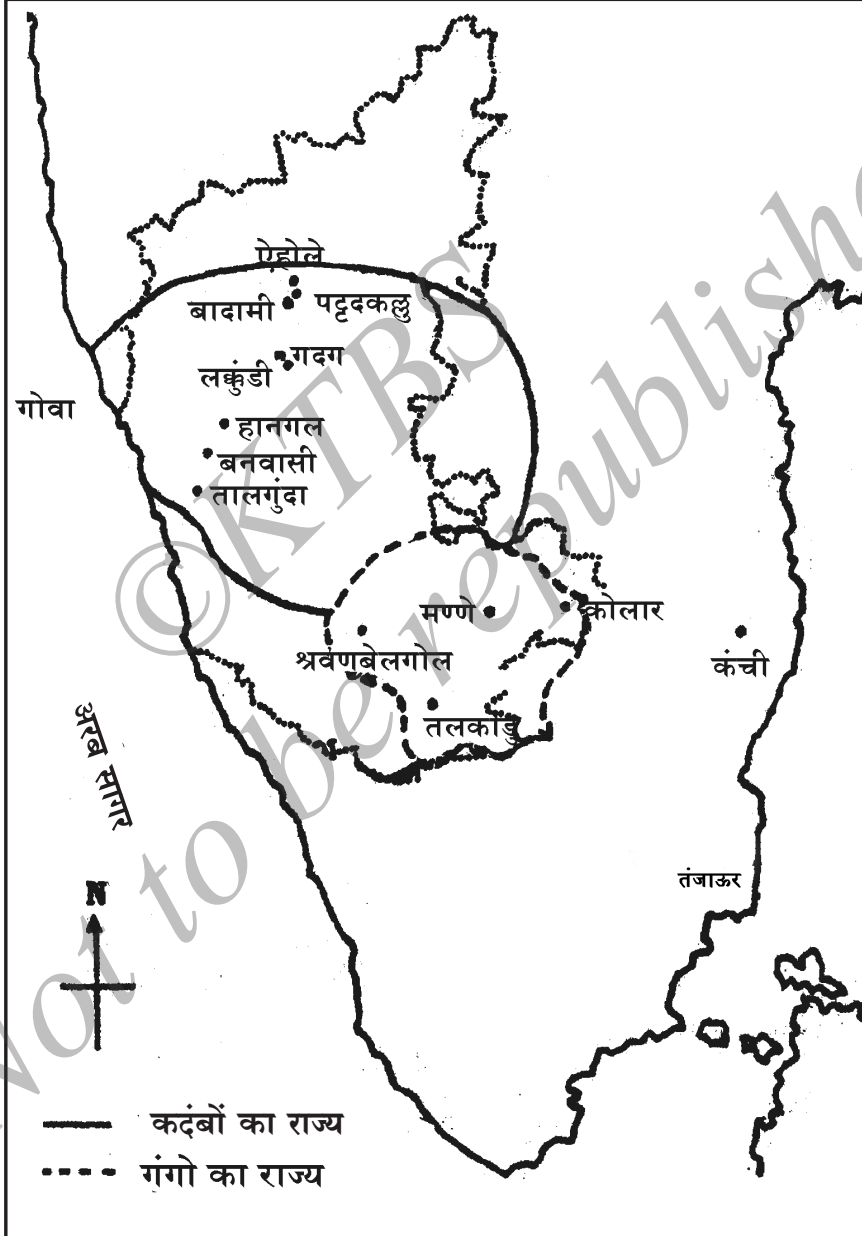 ऐहोले
बादामी
पट्टदकल्लु
गदग
लक्कुंडी
गोवा
हानगल
बनवासी
तालगुंदा
मण्णे
कोलार
श्रवणबेलगोल
कंची
तलकाडु
अरब सागर
तंजाऊर
N
कदंबों का राज्य
गंगो का राज्य
©KTBS
Not to be republishe